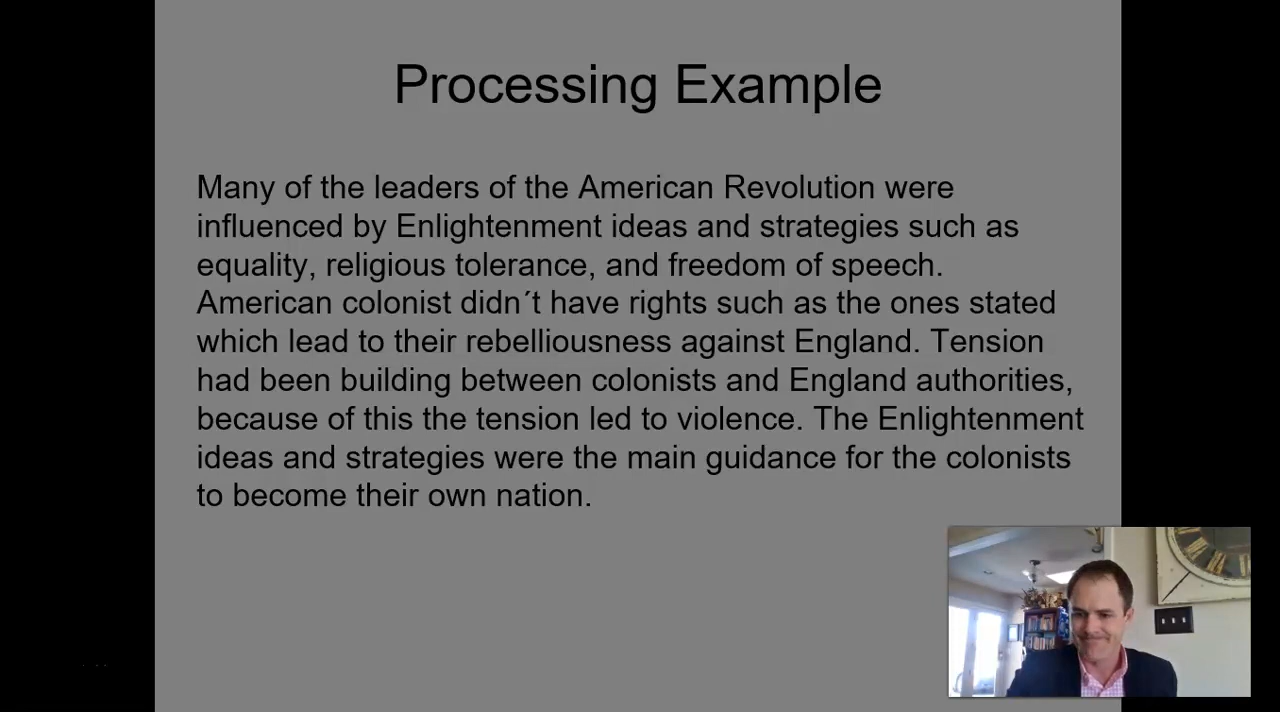 Processing Example
Many of the leaders of the American Revolution were
influenced by Enlightenment ideas and strategies such as
equality, religious tolerance, and freedom of speech.
American colonist didn´t have rights such as the ones stated
which lead to their rebelliousness against England. Tension
had been building between colonists and England authorities,
because of this the tension led to violence. The Enlightenment
ideas and strategies were the main guidance for the colonists
to become their own nation.